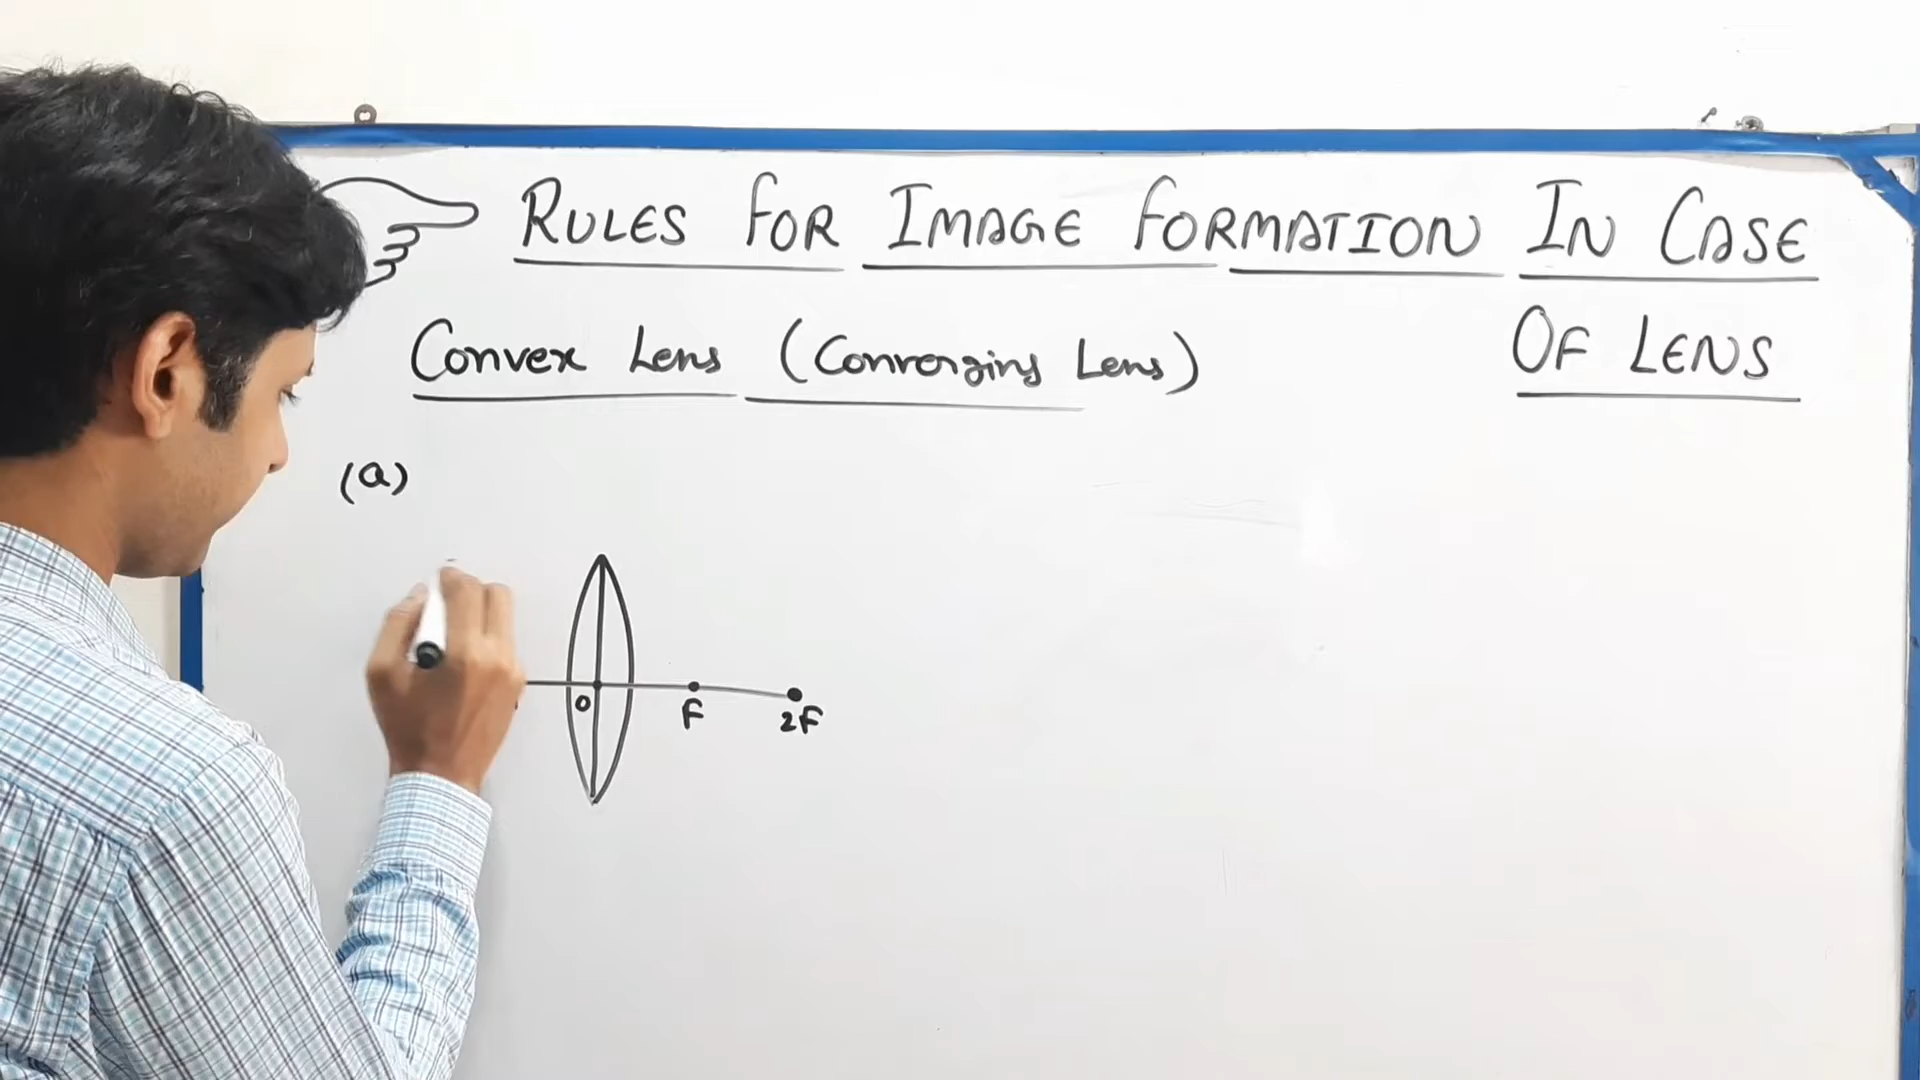 RULES FOR IMAGE FORMATION IN CASE
OF LENS
Convex Lens (Converging Lens)
(a)
O F 2F